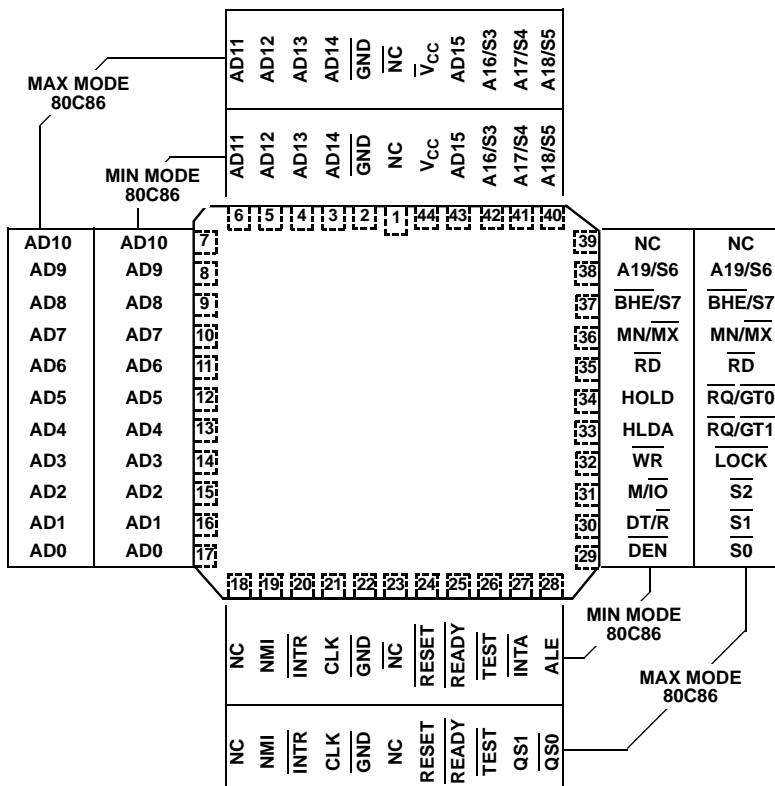 AD11 AD12 AD13 AD14 GND NC VCC AD15 A16/S3 A17/S4 A18/S5
MAX MODE
80C86
AD11 AD12 AD13 AD14 GND NC VCC AD15 A16/S3 A17/S4 A18/S5
MIN MODE
80C86
6 5 4 3 2 1 44 43 42 41 40
AD10 AD10 7 39 NC NC
AD9 AD9 8 38 A19/S6 A19/S6
AD8 AD8 9 37 BHE/S7 BHE/S7
AD7 AD7 10 36 MN/MX MN/MX
AD6 AD6 11 35 RD RD
AD5 AD5 12 34 HOLD RQ/GT0
AD4 AD4 13 33 HLDA RQ/GT1
AD3 AD3 14 32 WR LOCK
AD2 AD2 15 31 M/IO S2
AD1 AD1 16 30 DT/R S1
AD0 AD0 17 29 DEN S0
18 19 20 21 22 23 24 25 26 27 28
NC NMI INTR CLK GND NC RESET READY TEST INTA ALE
MIN MODE
80C86
MAX MODE
80C86
NC NMI INTR CLK GND NC RESET READY TEST QS1 QS0